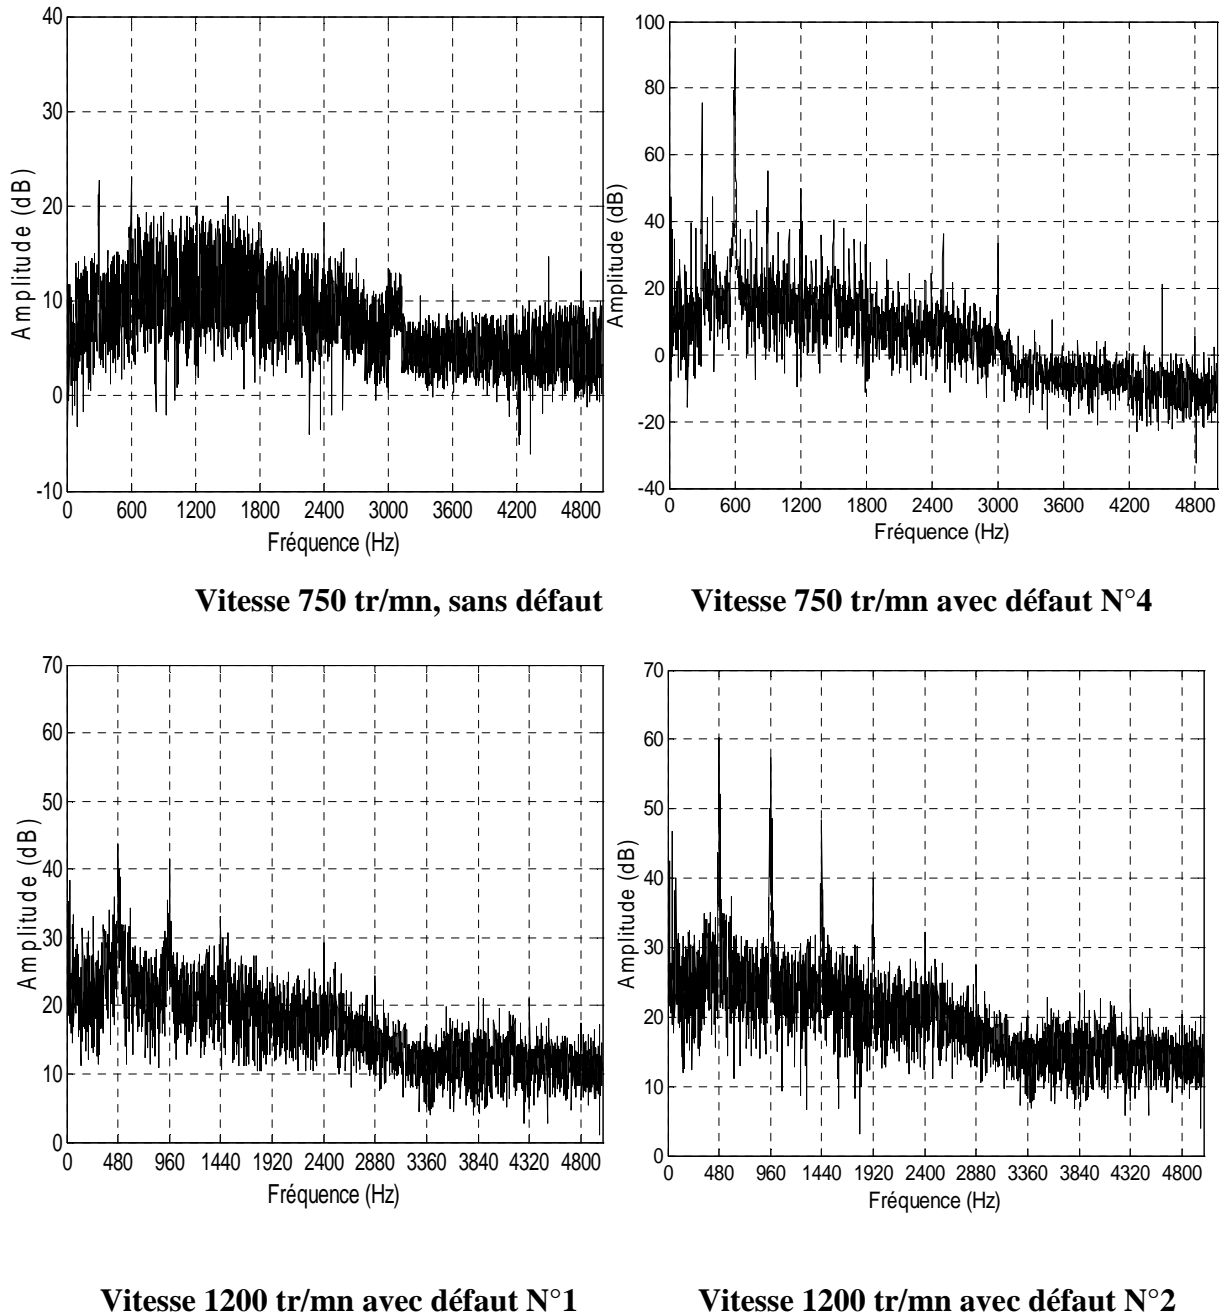 40
30
20
10
0
-10
Amplitude (dB)
0 600 1200 1800 2400 3000 3600 4200 4800
Fréquence (Hz)
100
80
60
40
20
0
-20
-40
Amplitude (dB)
0 600 1200 1800 2400 3000 3600 4200 4800
Fréquence (Hz)
Vitesse 750 tr/mn, sans défaut
Vitesse 750 tr/mn avec défaut N°4
70
60
50
40
30
20
10
0
Amplitude (dB)
0 480 960 1440 1920 2400 2880 3360 3840 4320 4800
Fréquence (Hz)
70
60
50
40
30
20
10
0
Amplitude (dB)
0 480 960 1440 1920 2400 2880 3360 3840 4320 4800
Fréquence (Hz)
Vitesse 1200 tr/mn avec défaut N°1
Vitesse 1200 tr/mn avec défaut N°2